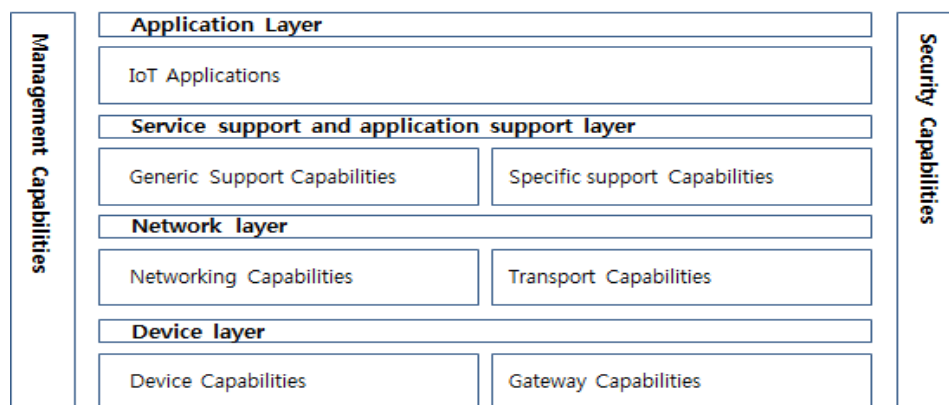 Management Capabilities
Application Layer
IoT Applications
Service support and application support layer
Generic Support Capabilities
Specific support Capabilities
Network layer
Networking Capabilities
Transport Capabilities
Device layer
Device Capabilities
Gateway Capabilities
Security Capabilities